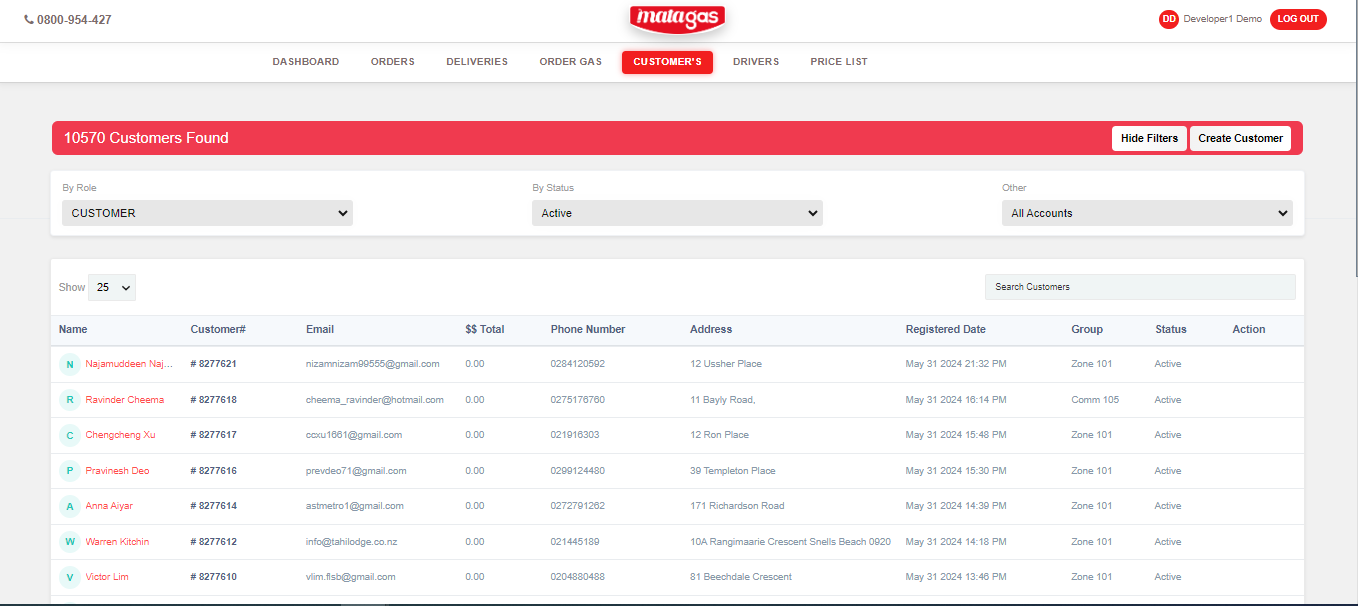 0800-954-427
matagas
DD Developer1 Demo LOG OUT
DASHBOARD ORDERS DELIVERIES ORDER GAS CUSTOMER'S DRIVERS PRICE LIST
10570 Customers Found Hide Filters Create Customer
By Role By Status Other
CUSTOMER Active All Accounts
Show 25 Search Customers
Name Customer# Email $$ Total Phone Number Address Registered Date Group Status Action
N Najamuddeen Naj... # 8277621 nizamnizam99555@gmail.com 0.00 0284120592 12 Ussher Place May 31 2024 21:32 PM Zone 101 Active
R Ravinder Cheema # 8277618 cheema_ravinder@hotmail.com 0.00 0275176760 11 Bayly Road, May 31 2024 16:14 PM Comm 105 Active
C Chengcheng Xu # 8277617 ccxu1661@gmail.com 0.00 021916303 12 Ron Place May 31 2024 15:48 PM Zone 101 Active
P Pravinesh Deo # 8277616 prevdeo71@gmail.com 0.00 0299124480 39 Templeton Place May 31 2024 15:30 PM Zone 101 Active
A Anna Aiyar # 8277614 astmetro1@gmail.com 0.00 0272791262 171 Richardson Road May 31 2024 14:39 PM Zone 101 Active
W Warren Kitchin # 8277612 info@tahilodge.co.nz 0.00 021445189 10A Rangimaarie Crescent Snells Beach 0920 May 31 2024 14:18 PM Zone 101 Active
V Victor Lim # 8277610 vlim.flsb@gmail.com 0.00 0204880488 81 Beechdale Crescent May 31 2024 13:46 PM Zone 101 Active